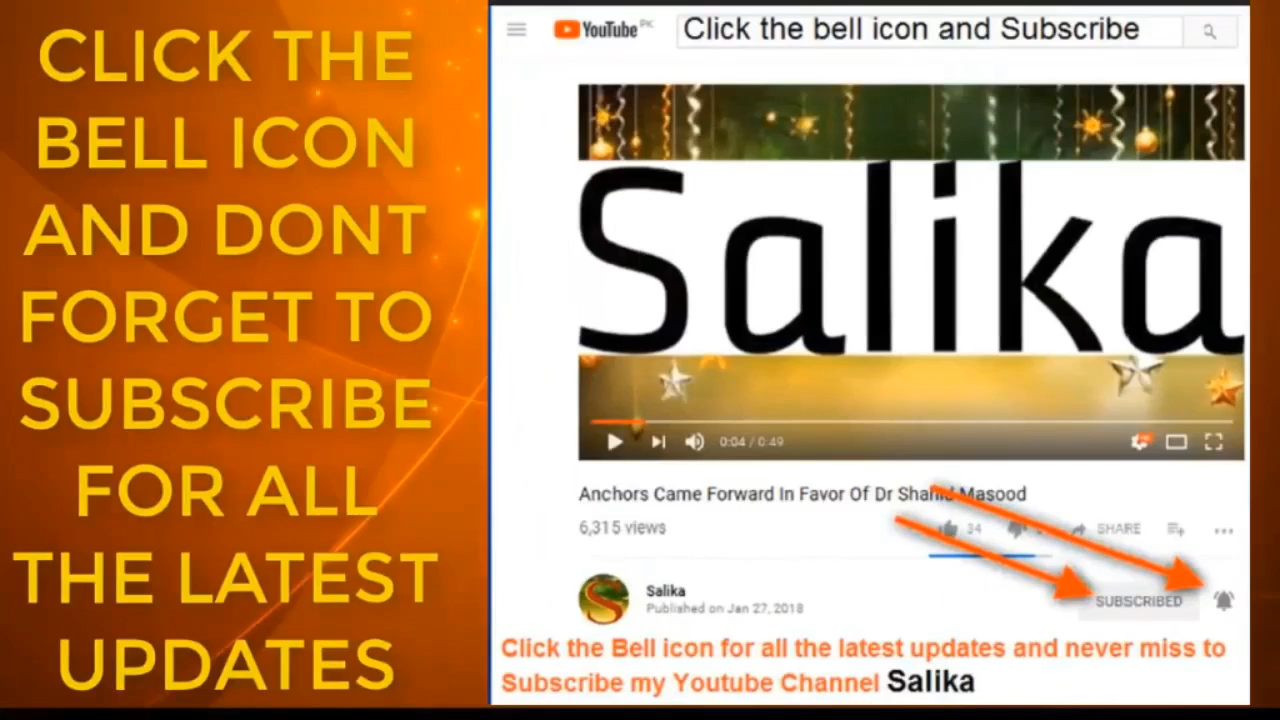 CLICK THE
BELL ICON
AND DONT
FORGET TO
SUBSCRIBE
FOR ALL
THE LATEST
UPDATES
YouTube PK
Click the bell icon and Subscribe
Salika
0:04 / 0:49
Anchors Came Forward In Favor Of Dr Shahid Masood
6,315 views
34
SHARE
Salika
Published on Jan 27, 2018
SUBSCRIBED
Click the Bell icon for all the latest updates and never miss to
Subscribe my Youtube Channel Salika